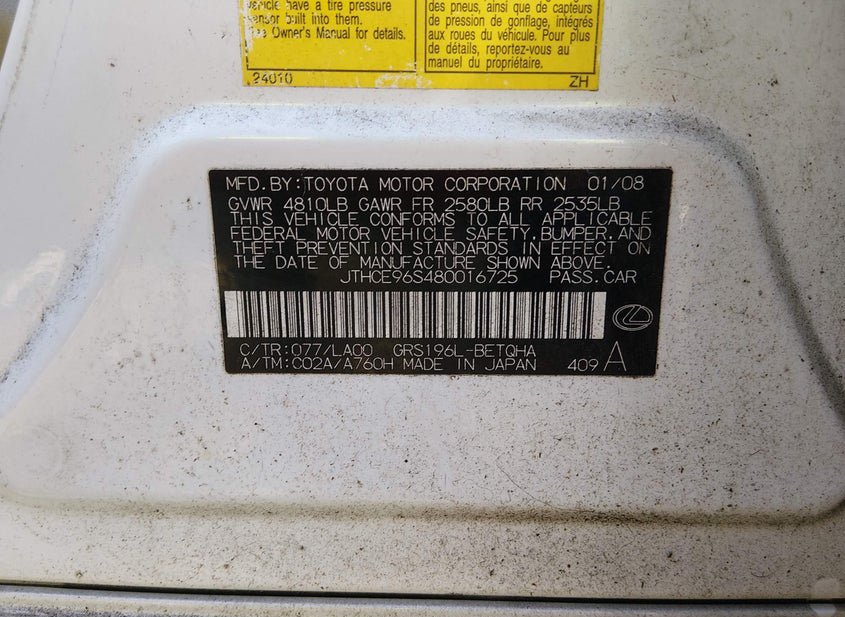 vehicle have a tire pressure
sensor built into them.
See Owner's Manual for details.
24010
des pneus, ainsi que de capteurs
de pression de gonflage, intégrés
aux roues du véhicule. Pour plus
de détails, reportez-vous au
manuel du propriétaire.
ZH
MFD.BY:TOYOTA MOTOR CORPORATION 01/08
GVWR 4810LB GAWR FR 2580LB RR 2535LB
THIS VEHICLE CONFORMS TO ALL APPLICABLE
FEDERAL MOTOR VEHICLE SAFETY,BUMPER,AND
THEFT PREVENTION STANDARDS IN EFFECT ON
THE DATE OF MANUFACTURE SHOWN ABOVE.
JTHCE96S480016725 PASS.CAR
C/TR:077/LA00 GRS196L-BETQHA
A/TM:C02A/A760H MADE IN JAPAN 409 A